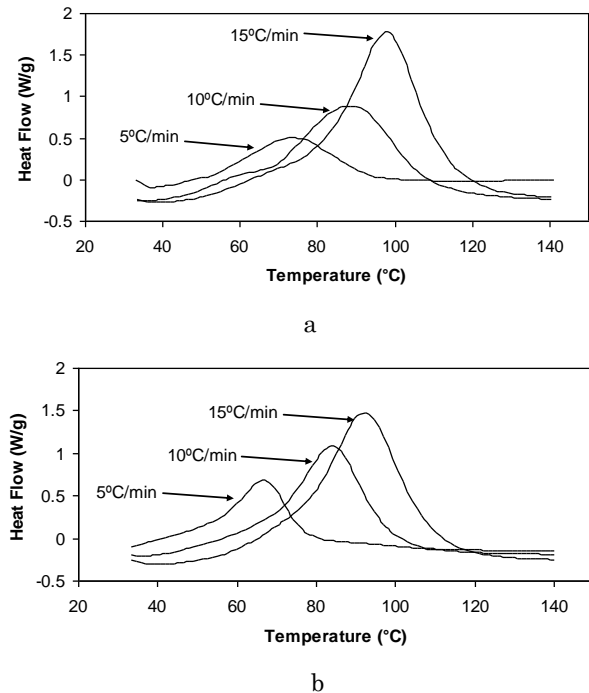 2
15ºC/min
1.5
10ºC/min
1
5ºC/min
0.5
0
-0.5
Heat Flow (W/g)
20 40 60 80 100 120 140
Temperature (°C)
a
2
15ºC/min
1.5
10ºC/min
1
5ºC/min
0.5
0
-0.5
Heat Flow (W/g)
20 40 60 80 100 120 140
Temperature (°C)
b